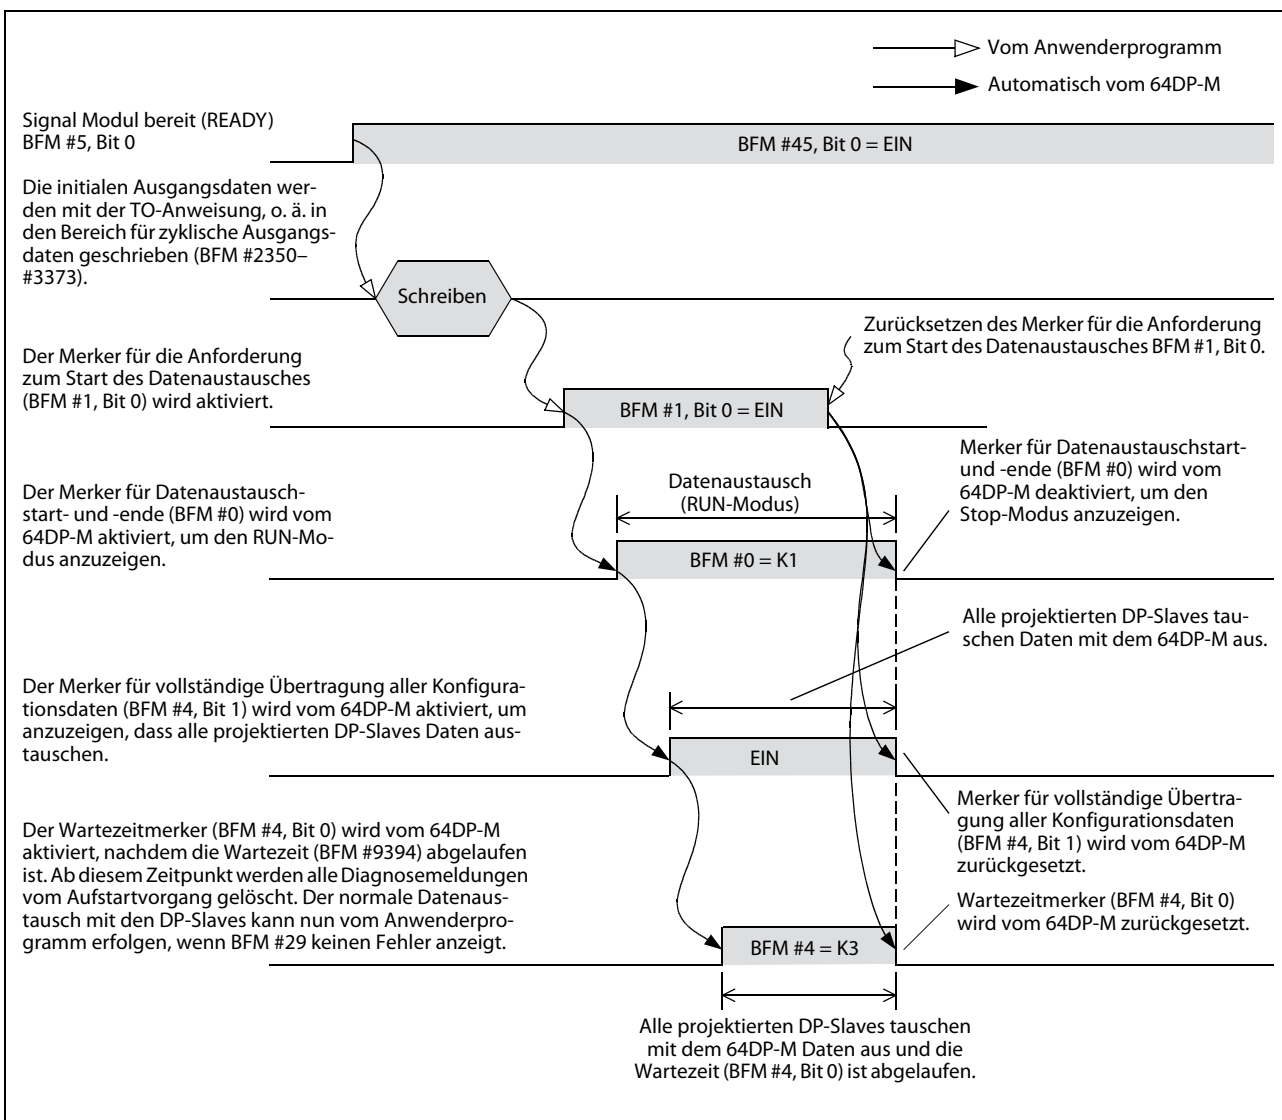 Vom Anwenderprogramm
Automatisch vom 64DP-M
Signal Modul bereit (READY)
BFM #5, Bit 0
BFM #45, Bit 0 = EIN
Die initialen Ausgangsdaten wer-
den mit der TO-Anweisung, o. ä. in
den Bereich für zyklische Ausgangs-
daten geschrieben (BFM #2350–
#3373).
Schreiben
Zurücksetzen des Merker für die Anforderung
zum Start des Datenaustausches BFM #1, Bit 0.
Der Merker für die Anforderung
zum Start des Datenaustausches
(BFM #1, Bit 0) wird aktiviert.
BFM #1, Bit 0 = EIN
Merker für Datenaustauschstart-
und -ende (BFM #0) wird vom
64DP-M deaktiviert, um den
Stop-Modus anzuzeigen.
Datenaustausch
(RUN-Modus)
Der Merker für Datenaustausch-
start- und -ende (BFM #0) wird vom
64DP-M aktiviert, um den RUN-Mo-
dus anzuzeigen.
BFM #0 = K1
Alle projektierten DP-Slaves tau-
schen Daten mit dem 64DP-M aus.
Der Merker für vollständige Übertragung aller Konfigura-
tionsdaten (BFM #4, Bit 1) wird vom 64DP-M aktiviert, um
anzuzeigen, dass alle projektierten DP-Slaves Daten aus-
tauschen.
EIN
Merker für vollständige Übertra-
gung aller Konfigurationsdaten
(BFM #4, Bit 1) wird vom 64DP-M
zurückgesetzt.
Der Wartezeitmerker (BFM #4, Bit 0) wird vom 64DP-M
aktiviert, nachdem die Wartezeit (BFM #9394) abgelaufen
ist. Ab diesem Zeitpunkt werden alle Diagnosemeldungen
vom Aufstartvorgang gelöscht. Der normale Datenaus-
tausch mit den DP-Slaves kann nun vom Anwenderpro-
gramm erfolgen, wenn BFM #29 keinen Fehler anzeigt.
Wartezeitmerker (BFM #4, Bit 0)
wird vom 64DP-M zurückgesetzt.
BFM #4 = K3
Alle projektierten DP-Slaves tauschen
mit dem 64DP-M Daten aus und die
Wartezeit (BFM #4, Bit 0) ist abgelaufen.